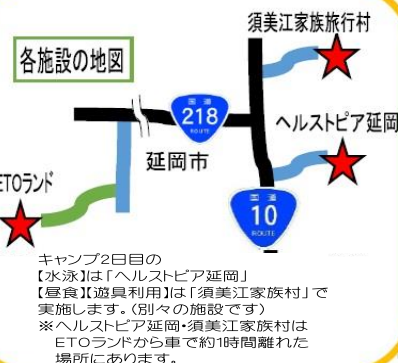 須美江家族旅行村
各施設の地図
国道
218
ROUTE
ヘルストピア延岡
延岡市
ETOランド
国道
10
ROUTE
キャンプ2日目の
【水泳】は「ヘルストピア延岡」
【昼食】【遊具利用】は「須美江家族村」で
実施します。(別々の施設です)
※ヘルストピア延岡・須美江家族村は
ETOランドから車で約1時間離れた
場所にあります。